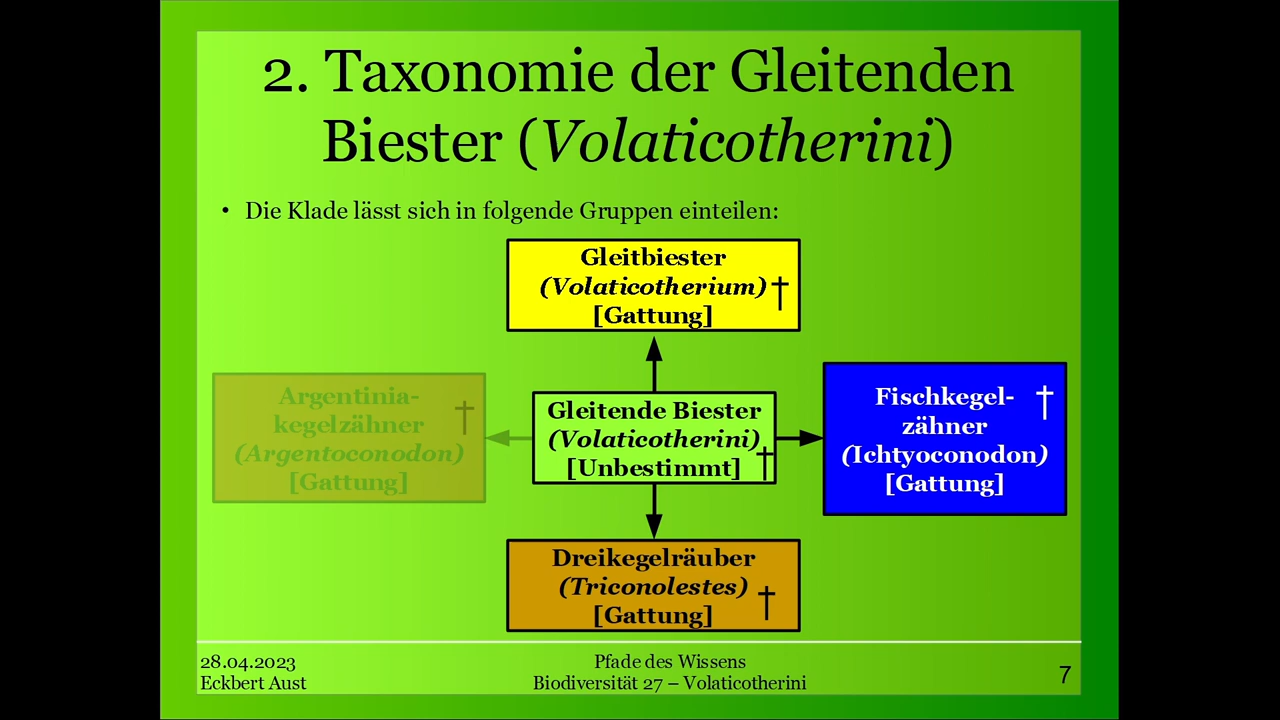 2. Taxonomie der Gleitenden
Biester (Volaticotherini)
• Die Klade lässt sich in folgende Gruppen einteilen:
Gleitbiester
(Volaticotherium) †
[Gattung]
Argentinia-
kegelzähner †
(Argentoconodon)
[Gattung]
Gleitende Biester
(Volaticotherini)
[Unbestimmt] †
Fischkegel- †
zähner
(Ichtyoconodon)
[Gattung]
Dreikegelräuber
(Triconolestes) †
[Gattung]
28.04.2023
Eckbert Aust
Pfade des Wissens
Biodiversität 27 – Volaticotherini
7